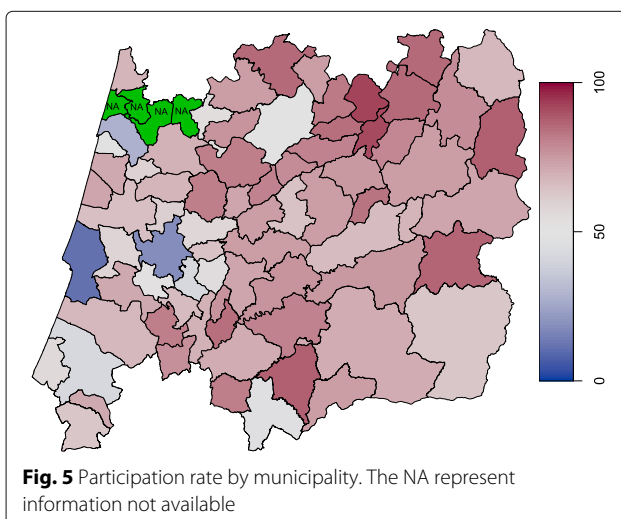 NA
NA
NA
NA
100
50
0
Fig. 5 Participation rate by municipality. The NA represent
information not available